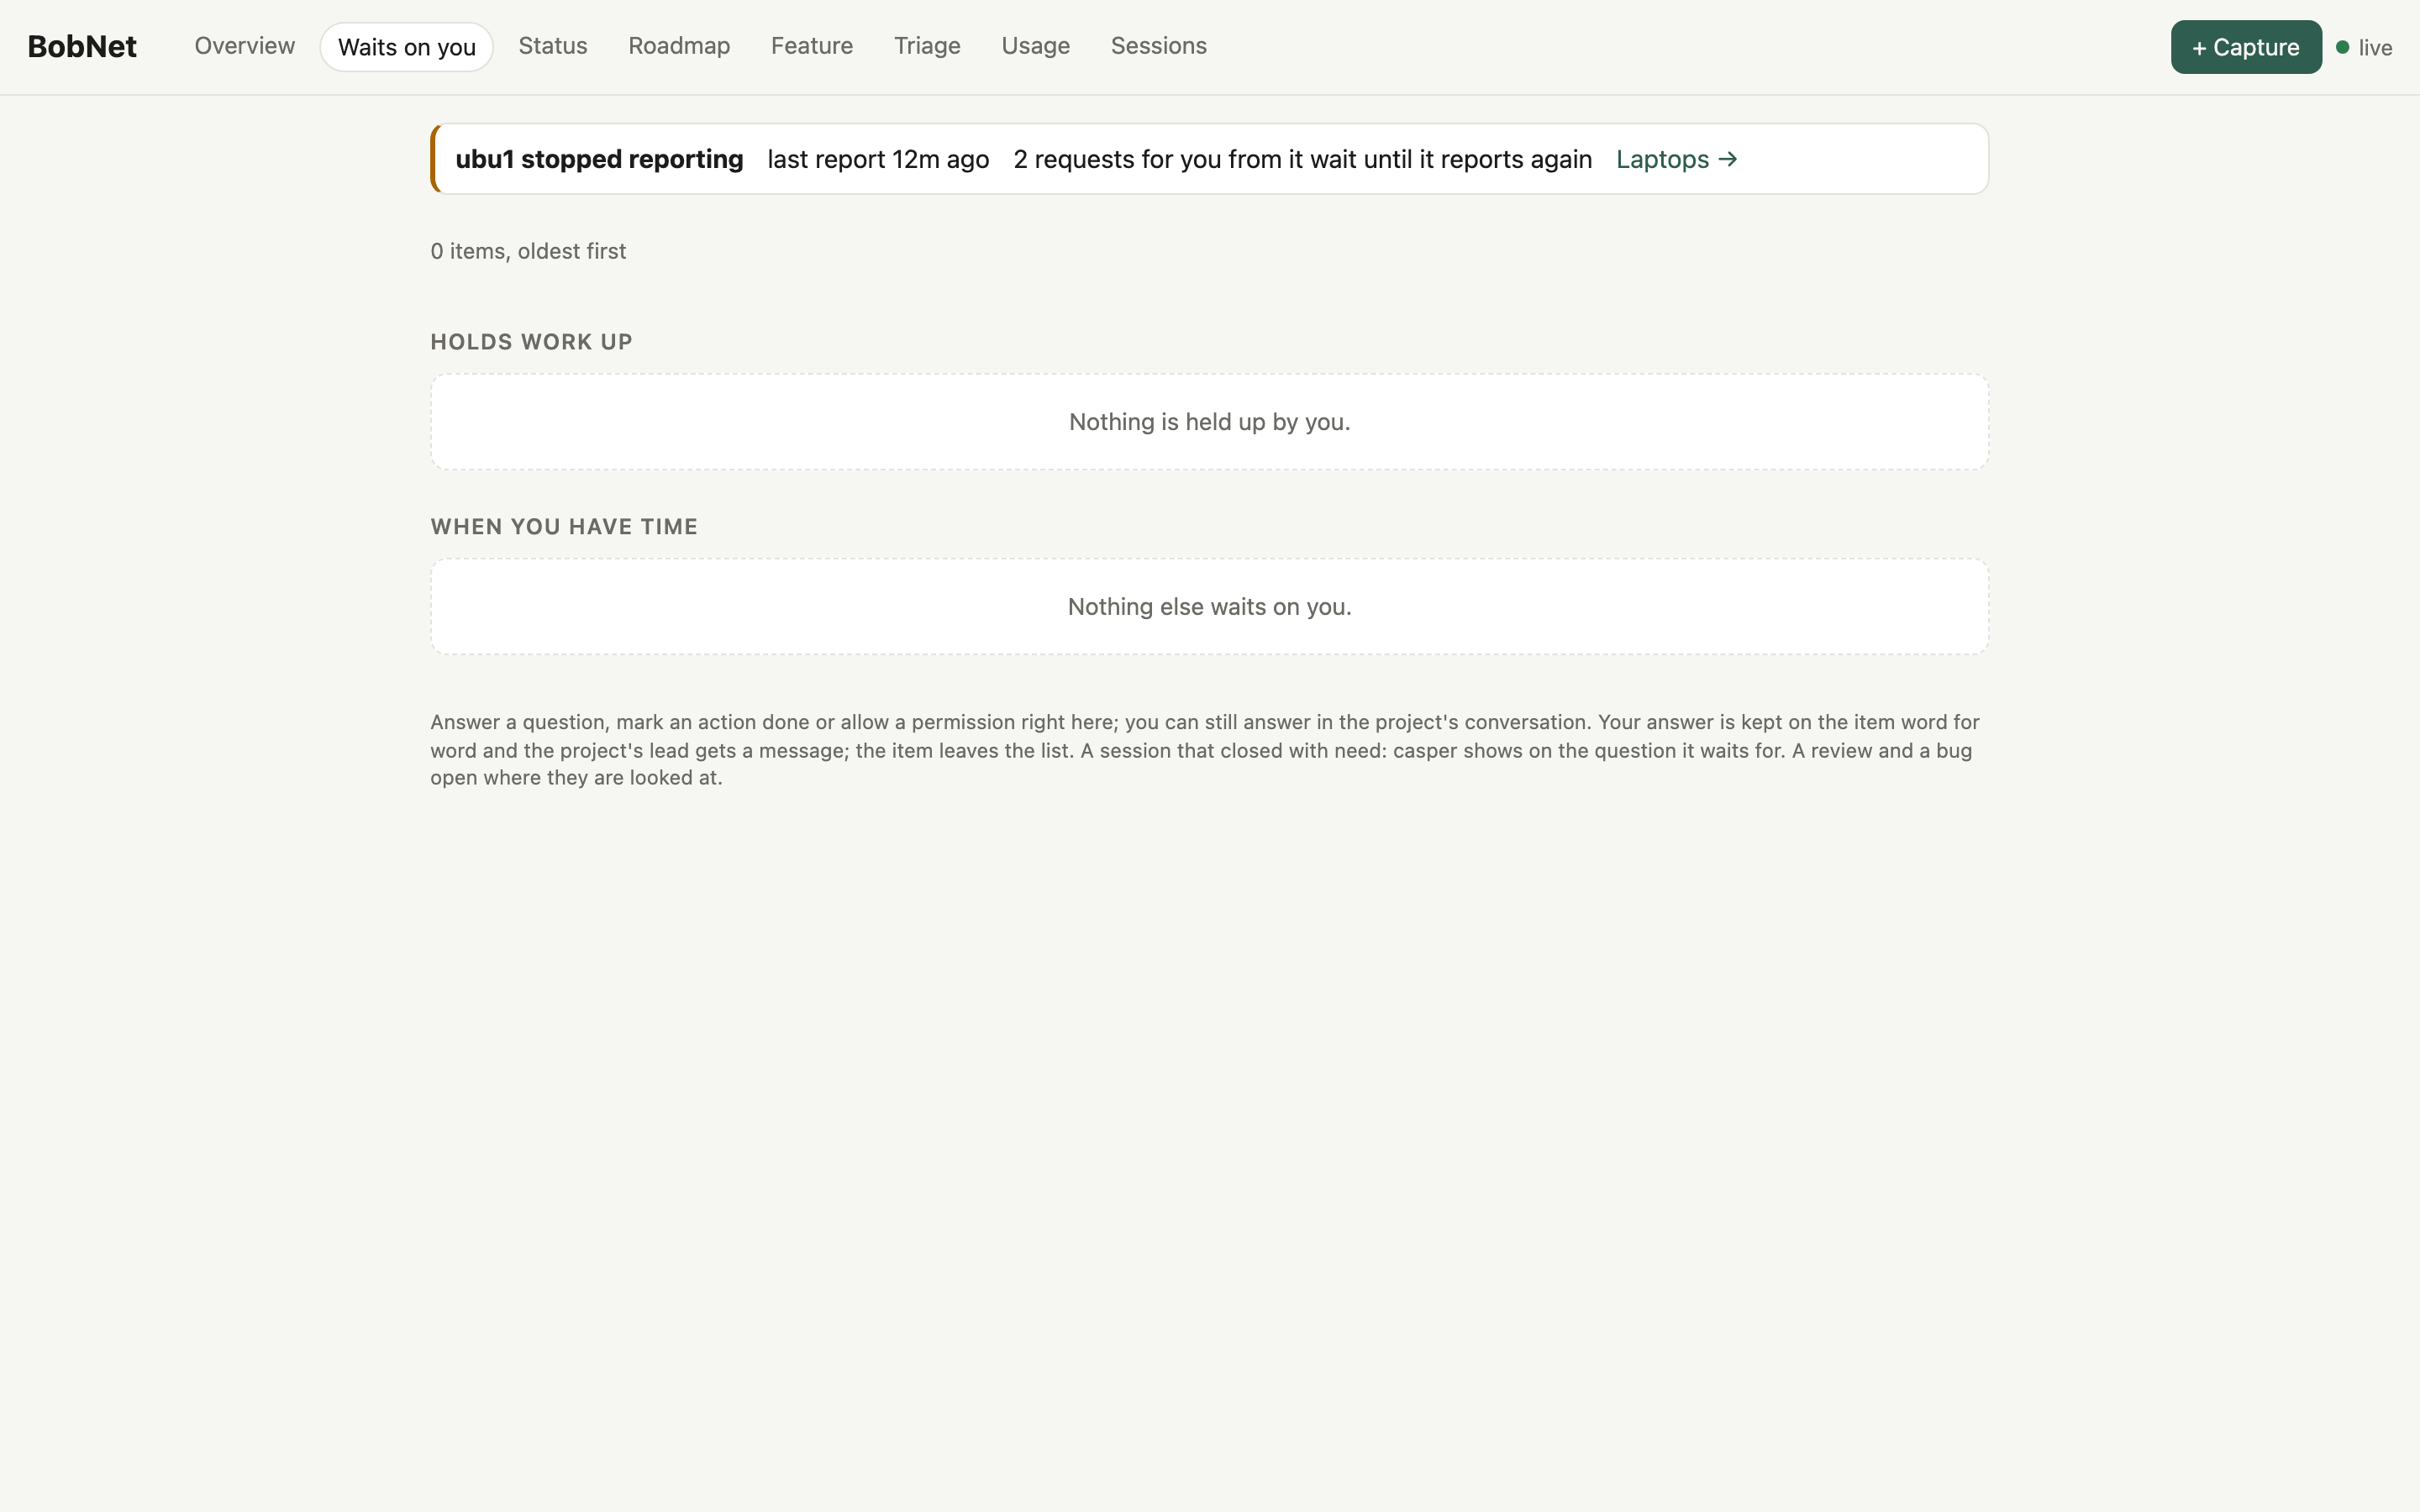 BobNet
Overview
Waits on you
Status
Roadmap
Feature
Triage
Usage
Sessions
+ Capture
live
ubu1 stopped reporting last report 12m ago 2 requests for you from it wait until it reports again Laptops →
0 items, oldest first
HOLDS WORK UP
Nothing is held up by you.
WHEN YOU HAVE TIME
Nothing else waits on you.
Answer a question, mark an action done or allow a permission right here; you can still answer in the project's conversation. Your answer is kept on the item word for
word and the project's lead gets a message; the item leaves the list. A session that closed with need: casper shows on the question it waits for. A review and a bug
open where they are looked at.